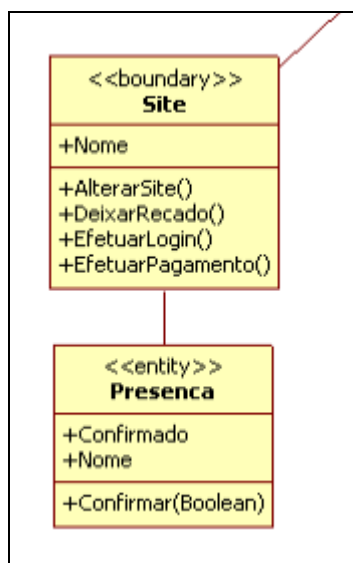 <<boundary>>
Site
+Nome
+AlterarSite()
+DeixarRecado()
+EfetuarLogin()
+EfetuarPagamento()
<<entity>>
Presenca
+Confirmado
+Nome
+Confirmar(Boolean)